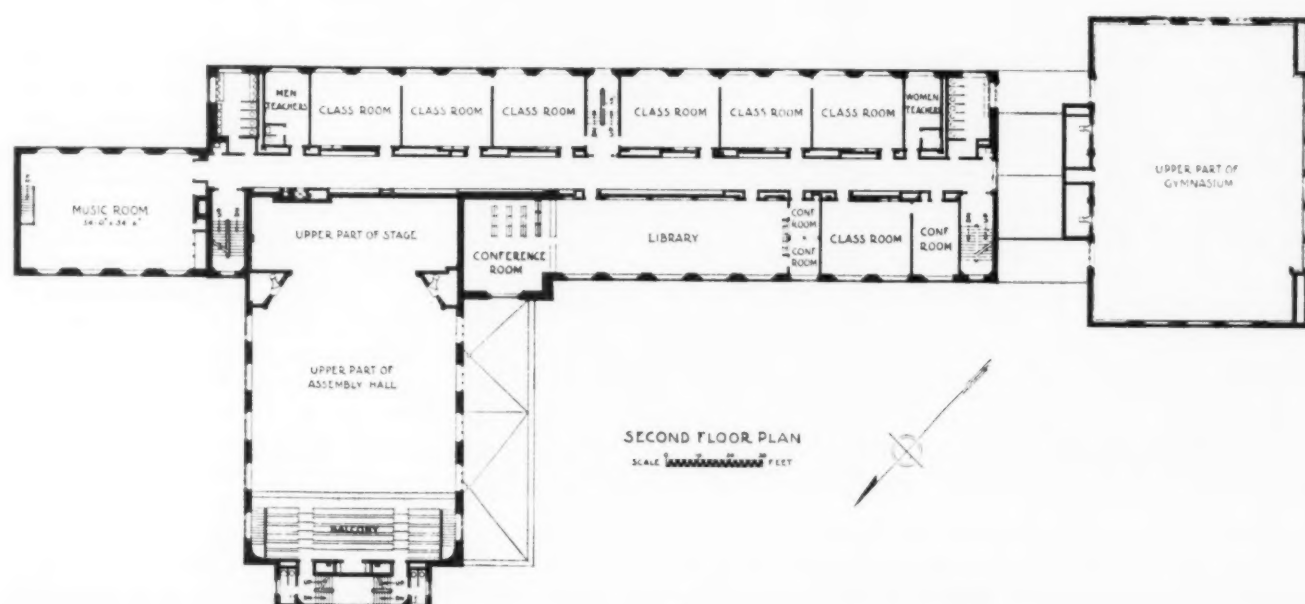 MEN
TEACHERS
CLASS ROOM
CLASS ROOM
CLASS ROOM
CLASS ROOM
CLASS ROOM
CLASS ROOM
WOMEN
TEACHERS
UPPER PART OF
GYMNASIUM
MUSIC ROOM
UPPER PART OF STAGE
CONFERENCE
ROOM
LIBRARY
CONF
ROOM
CONF
ROOM
CLASS ROOM
CONF
ROOM
UPPER PART OF
ASSEMBLY HALL
SECOND FLOOR PLAN
SCALE FEET
BALCONY